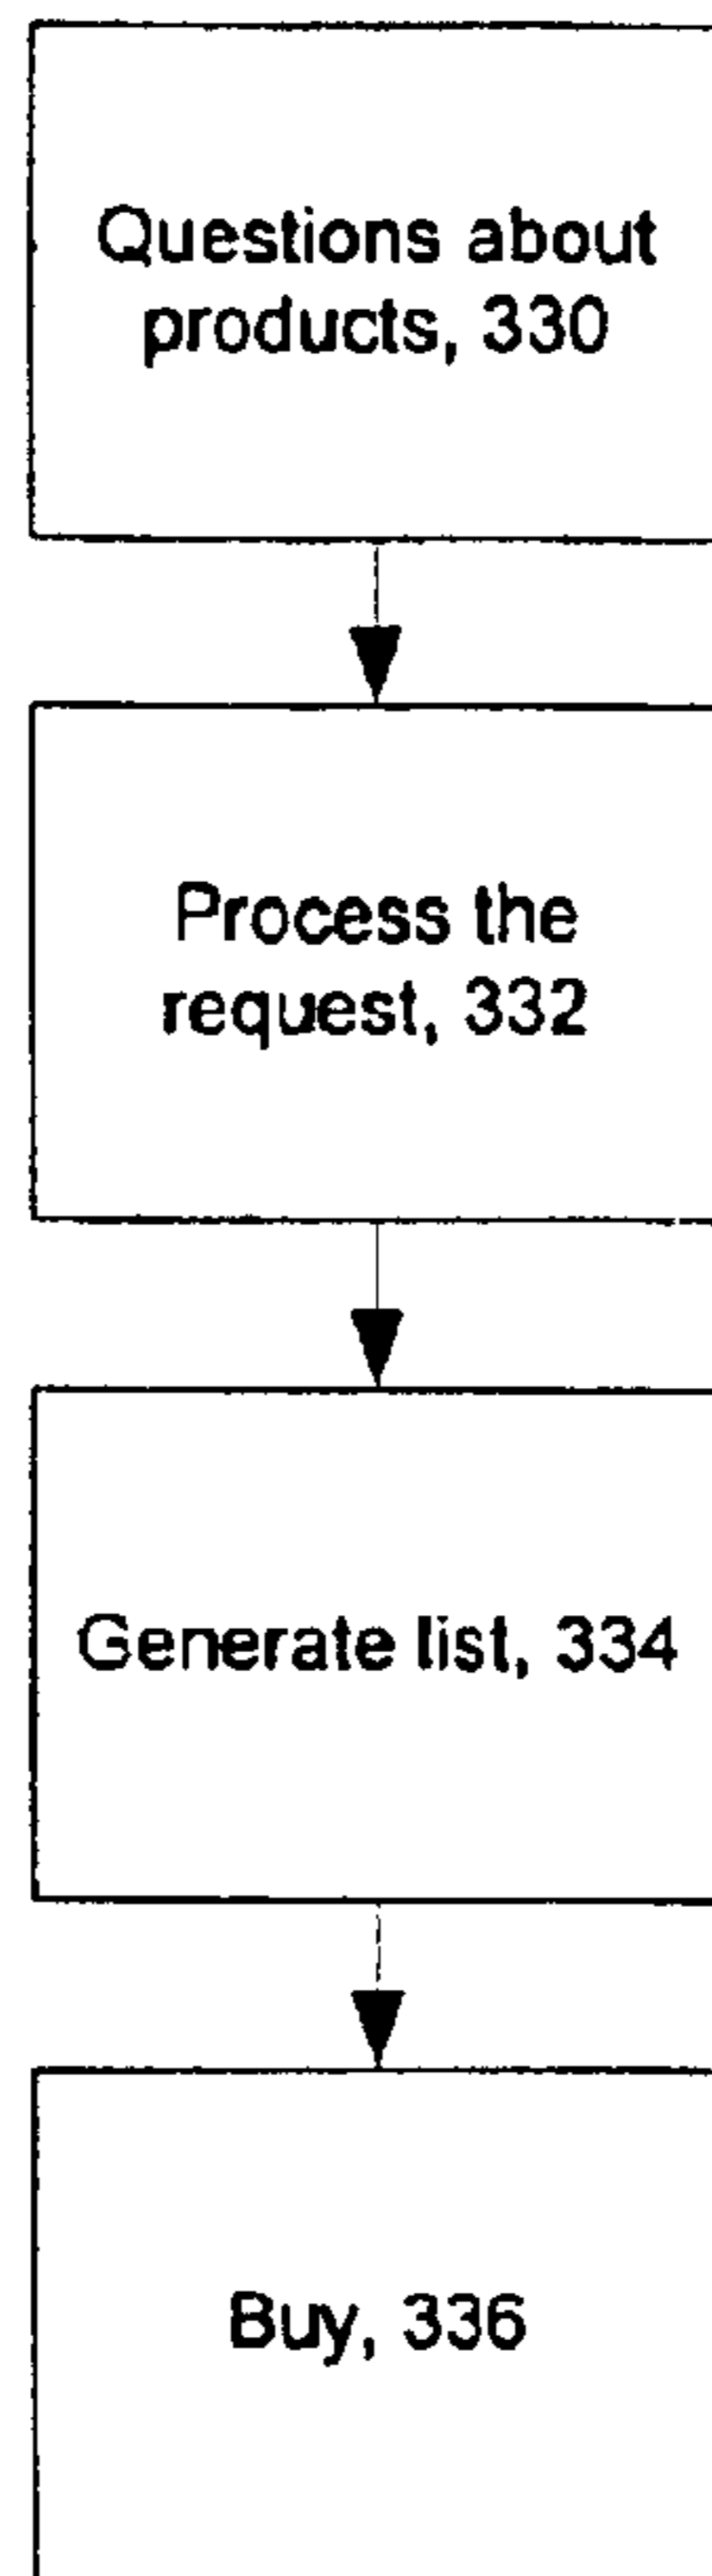 Questions about
products, 330
Process the
request, 332
Generate list, 334
Buy, 336